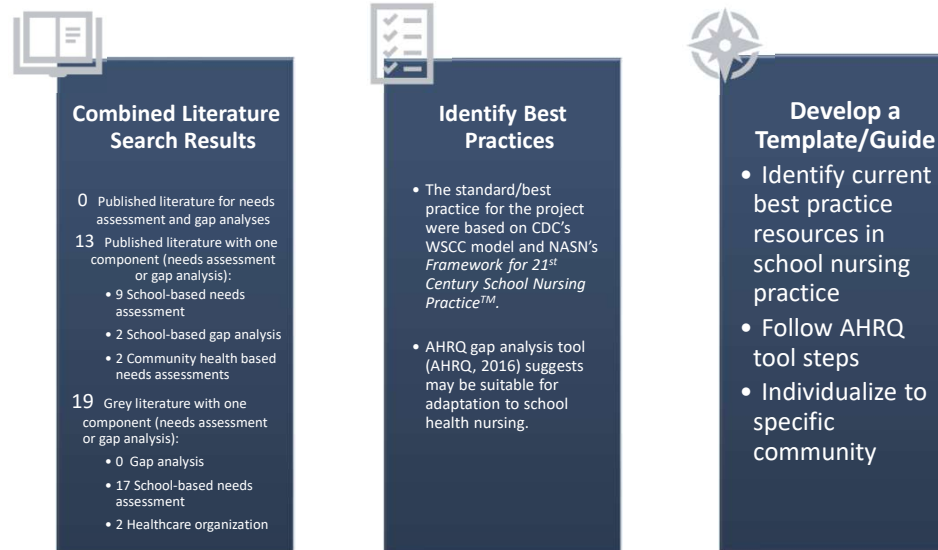 Combined Literature
Search Results
0 Published literature for needs
assessment and gap analyses
13 Published literature with one
component (needs assessment
or gap analysis):
• 9 School-based needs
assessment
• 2 School-based gap analysis
• 2 Community health based
needs assessments
19 Grey literature with one
component (needs assessment
or gap analysis):
• 0 Gap analysis
• 17 School-based needs
assessment
• 2 Healthcare organization
Identify Best
Practices
• The standard/best
practice for the project
were based on CDC's
WSCC model and NASN's
Framework for 21st
Century School Nursing
PracticeTM.
• AHRQ gap analysis tool
(AHRQ, 2016) suggests
may be suitable for
adaptation to school
health nursing.
Develop a
Template/Guide
• Identify current
best practice
resources in
school nursing
practice
• Follow AHRQ
tool steps
• Individualize to
specific
community